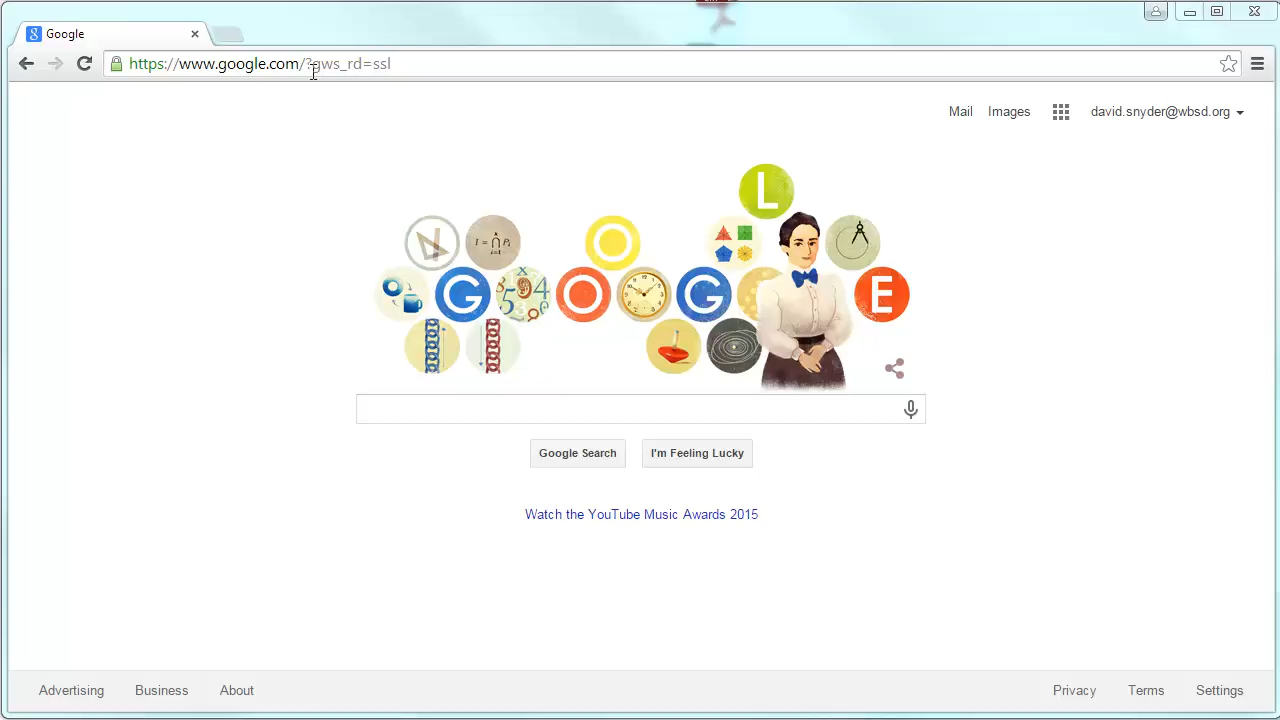 Google
https://www.google.com/?gws_rd=ssl
Mail Images david.snyder@wbsd.org
L
G O O G E
Google Search I'm Feeling Lucky
Watch the YouTube Music Awards 2015
Advertising Business About Privacy Terms Settings